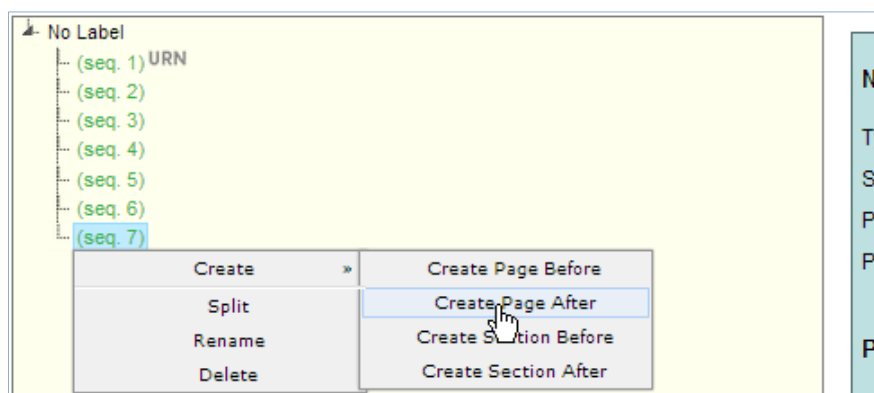 No Label
(seq. 1) URN
(seq. 2)
(seq. 3)
(seq. 4)
(seq. 5)
(seq. 6)
(seq. 7)
Create »
Split
Rename
Delete
Create Page Before
Create Page After
Create Section Before
Create Section After
N
T
S
P
P
P